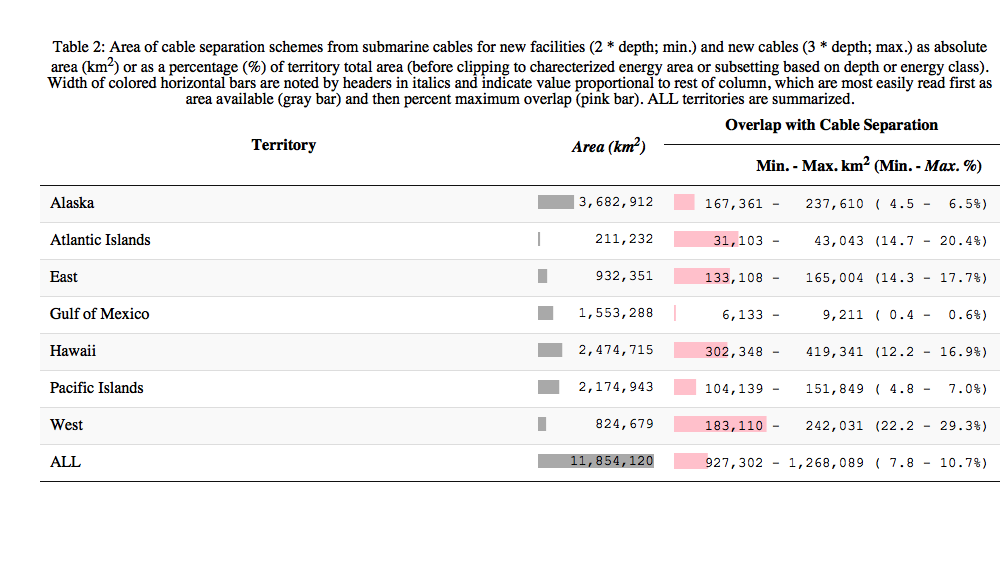 Table 2: Area of cable separation schemes from submarine cables for new facilities (2 * depth; min.) and new cables (3 * depth; max.) as absolute
area (km²) or as a percentage (%) of territory total area (before clipping to charecterized energy area or subsetting based on depth or energy class).
Width of colored horizontal bars are noted by headers in italics and indicate value proportional to rest of column, which are most easily read first as
area available (gray bar) and then percent maximum overlap (pink bar). ALL territories are summarized.
Overlap with Cable Separation
Territory Area (km²)
Min. - Max. km² (Min. - Max. %)
Alaska 3,682,912 167,361 - 237,610 ( 4.5 - 6.5%)
Atlantic Islands 211,232 31,103 - 43,043 (14.7 - 20.4%)
East 932,351 133,108 - 165,004 (14.3 - 17.7%)
Gulf of Mexico 1,553,288 6,133 - 9,211 ( 0.4 - 0.6%)
Hawaii 2,474,715 302,348 - 419,341 (12.2 - 16.9%)
Pacific Islands 2,174,943 104,139 - 151,849 ( 4.8 - 7.0%)
West 824,679 183,110 - 242,031 (22.2 - 29.3%)
ALL 11,854,120 927,302 - 1,268,089 ( 7.8 - 10.7%)